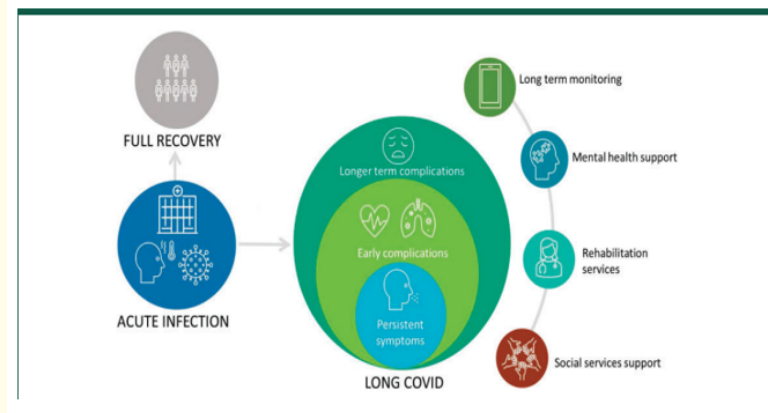 FULL RECOVERY
ACUTE INFECTION
Longer term complications
Early complications
Persistent
symptoms
LONG COVID
Long term monitoring
Mental health support
Rehabilitation
services
Social services support